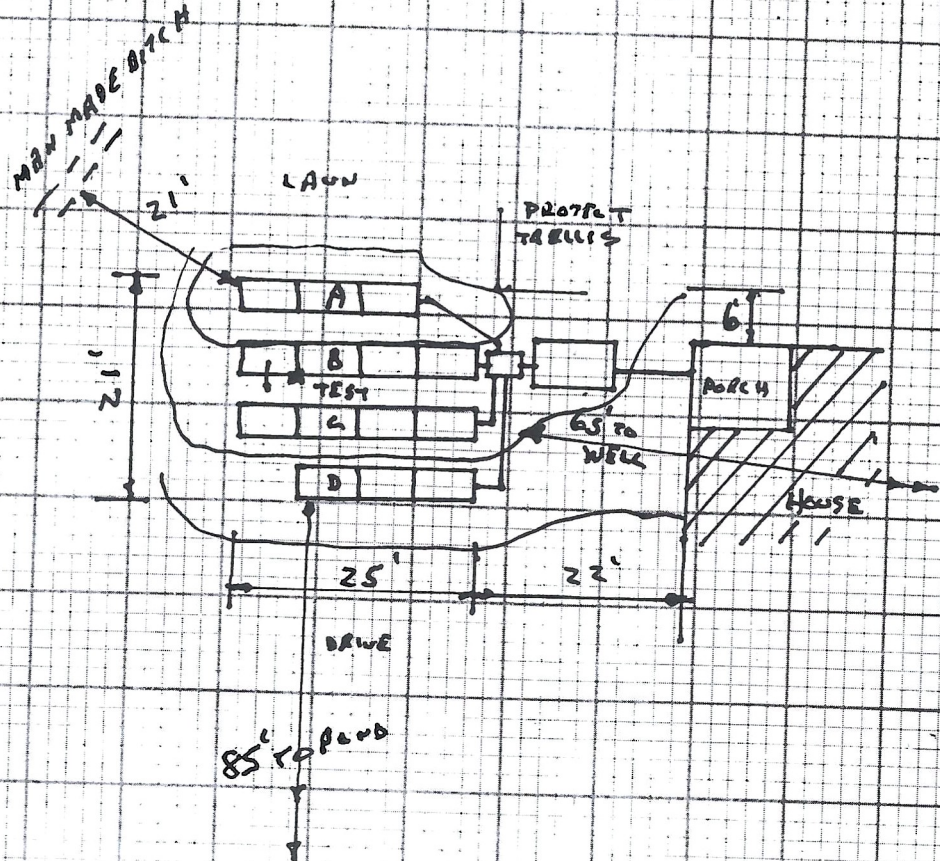 MAN MADE DITCH
21'
LAWN
PROTECT
TRELLIS
A
6'
21'
B
TEST
PORCH
C
65' TO
WELL
D
HOUSE
25'
22'
DRIVE
85' TO POND